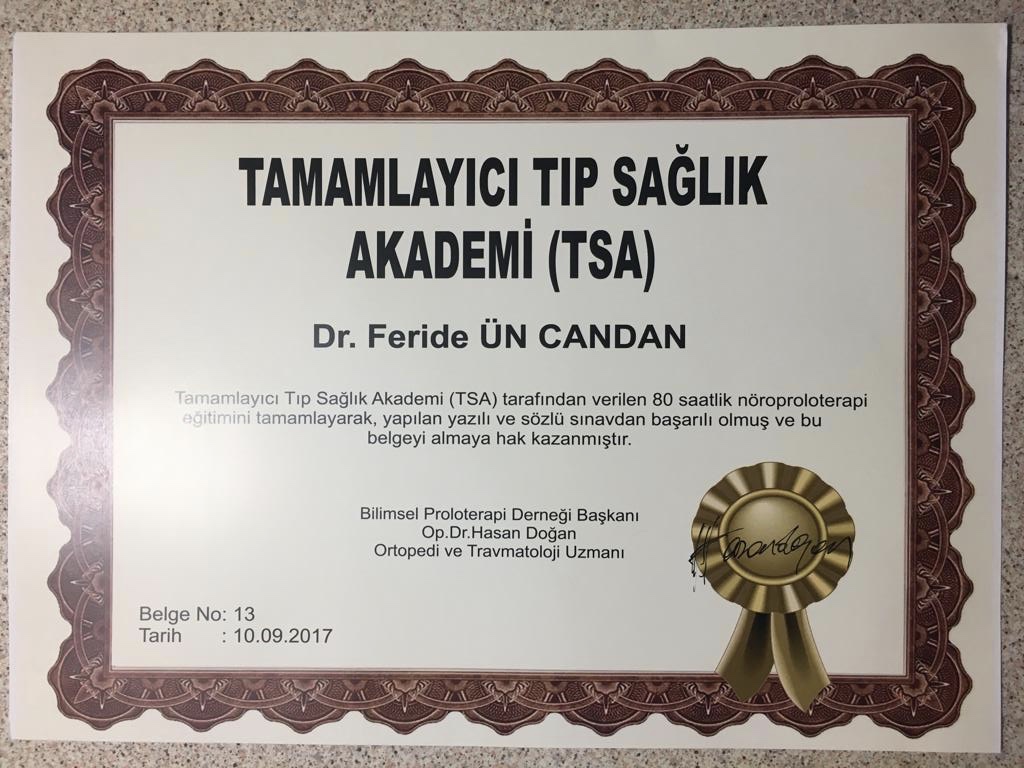 TAMAMLAYICI TIP SAĞLIK
AKADEMİ (TSA)
Dr. Feride ÜN CANDAN
Tamamlayıcı Tıp Sağlık Akademi (TSA) tarafından verilen 80 saatlik nöroproloterapi
eğitimini tamamlayarak, yapılan yazılı ve sözlü sınavdan başarılı olmuş ve bu
belgeyi almaya hak kazanmıştır.
Bilimsel Proloterapi Derneği Başkanı
Op.Dr.Hasan Doğan
Ortopedi ve Travmatoloji Uzmanı
Belge No: 13
Tarih : 10.09.2017